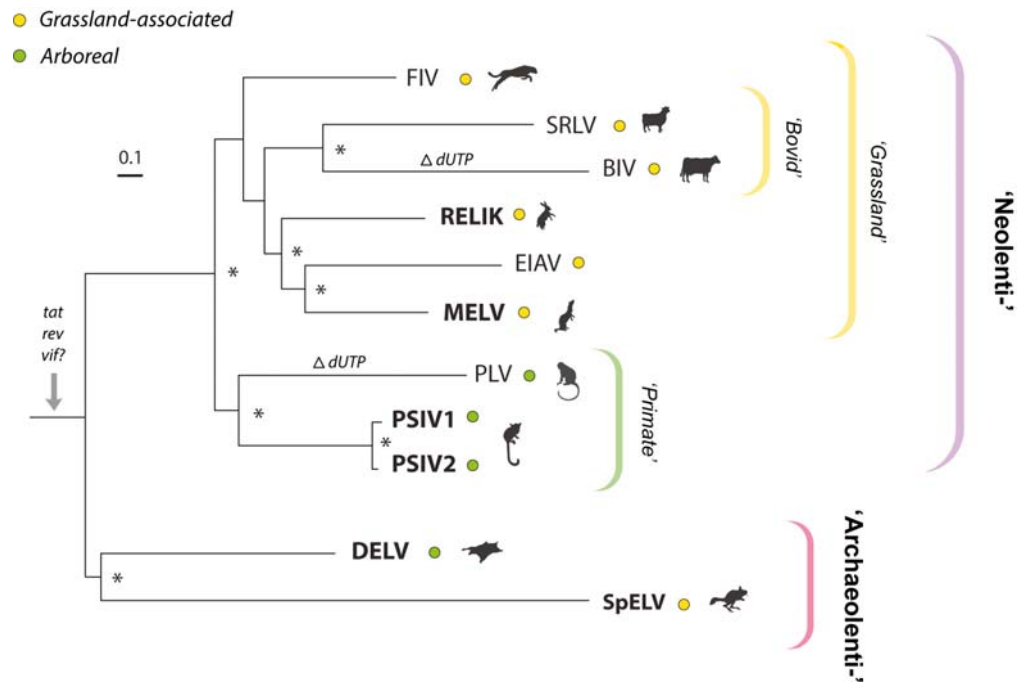 Grassland-associated
Arboreal
FIV
SRLV
0.1
Δ dUTP
BIV
RELIK
EIAV
MELV
tat
rev
vif?
Δ dUTP
PLV
PSIV1
PSIV2
DELV
SpELV
'Bovid'
'Grassland'
'Neolenti-'
'Primate'
'Archaeolenti-'
*
*
*
*
*
*
*